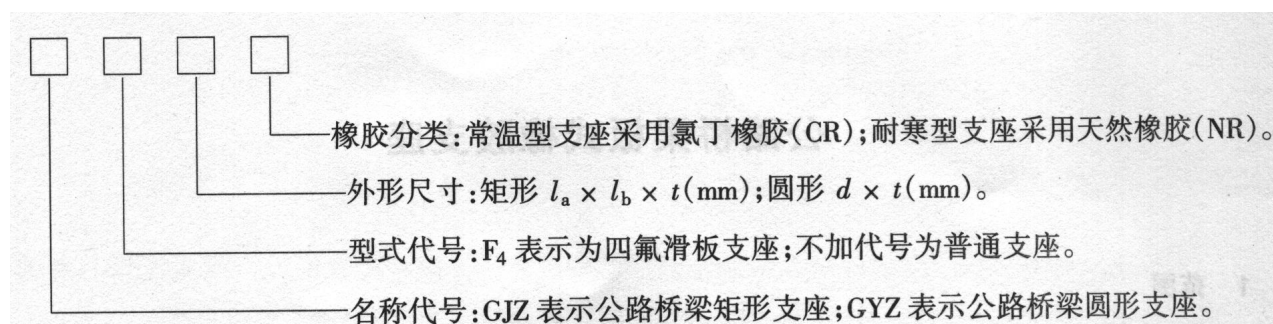 橡胶分类:常温型支座采用氯丁橡胶(CR);耐寒型支座采用天然橡胶(NR)。
外形尺寸:矩形 lₐ × l_b × t(mm);圆形 d × t(mm)。
型式代号:F₄ 表示为四氟滑板支座;不加代号为普通支座。
名称代号:GJZ 表示公路桥梁矩形支座;GYZ 表示公路桥梁圆形支座。